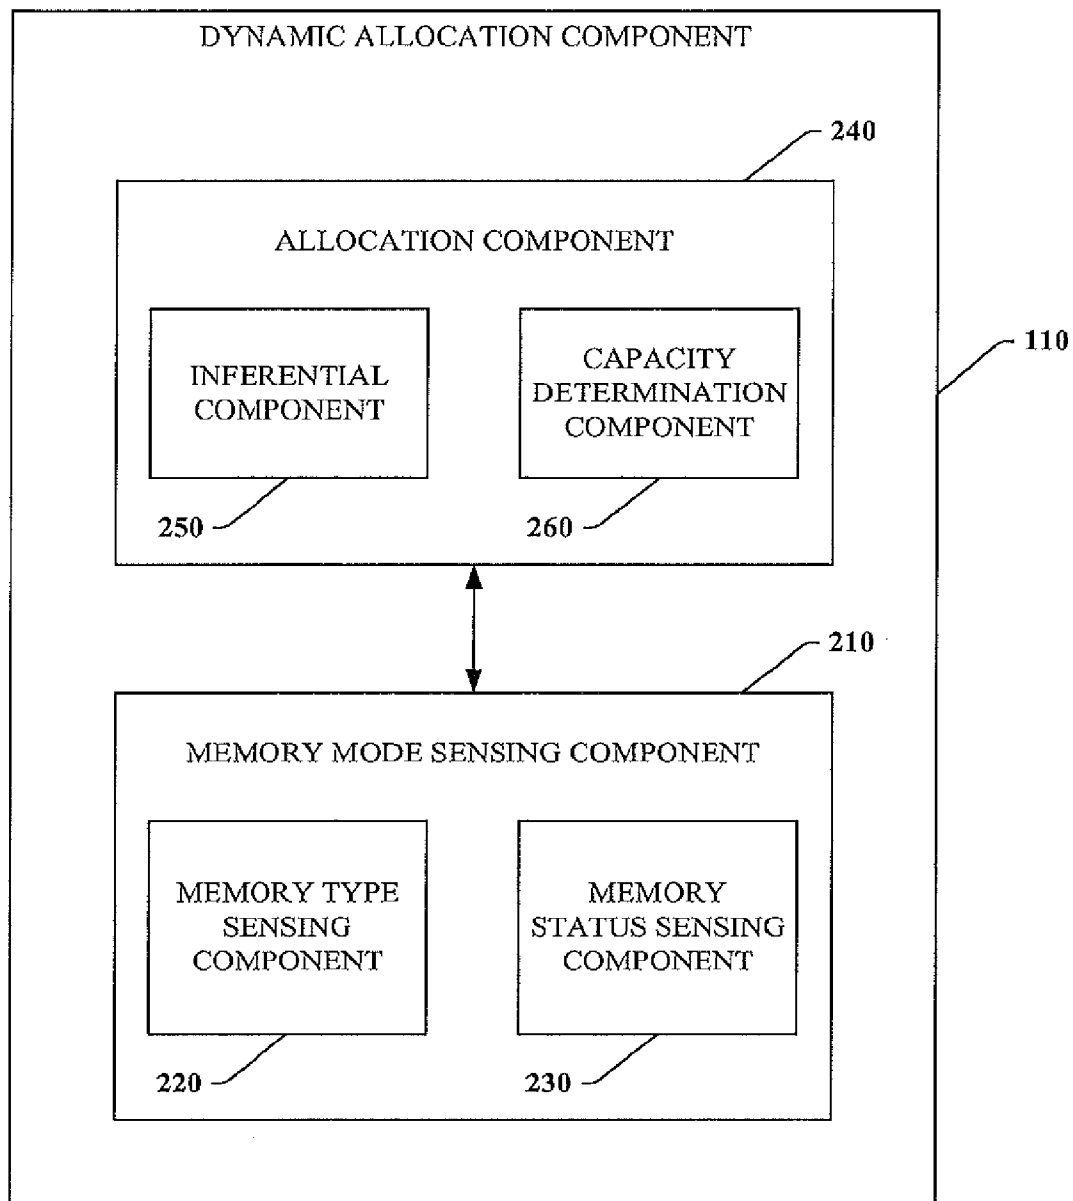 DYNAMIC ALLOCATION COMPONENT
240
ALLOCATION COMPONENT
110
INFERENTIAL
COMPONENT
CAPACITY
DETERMINATION
COMPONENT
250
260
210
MEMORY MODE SENSING COMPONENT
MEMORY TYPE
SENSING
COMPONENT
MEMORY
STATUS SENSING
COMPONENT
220
230